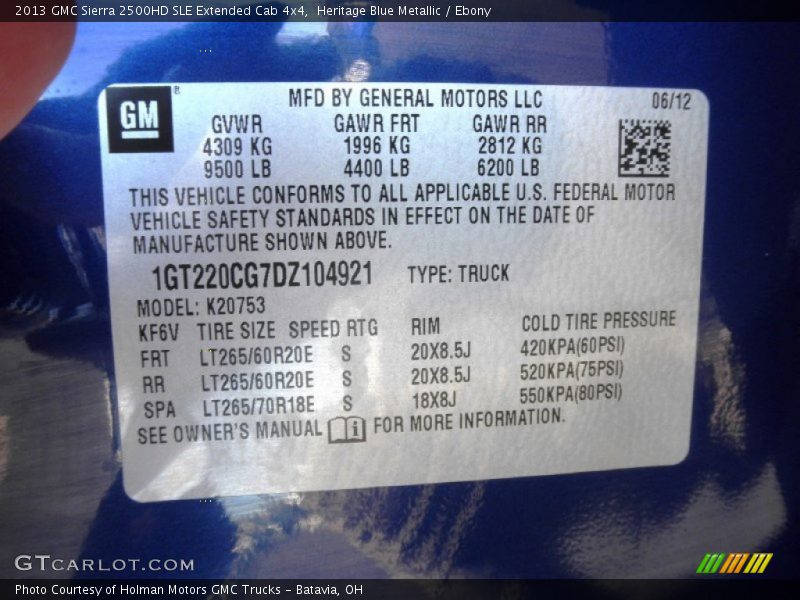 2013 GMC Sierra 2500HD SLE Extended Cab 4x4,  Heritage Blue Metallic / Ebony
GM ®
MFD BY GENERAL MOTORS LLC 06/12
GVWR GAWR FRT GAWR RR
4309 KG 1996 KG 2812 KG
9500 LB 4400 LB 6200 LB
THIS VEHICLE CONFORMS TO ALL APPLICABLE U.S. FEDERAL MOTOR
VEHICLE SAFETY STANDARDS IN EFFECT ON THE DATE OF
MANUFACTURE SHOWN ABOVE.
1GT220CG7DZ104921 TYPE: TRUCK
MODEL: K20753
KF6V TIRE SIZE SPEED RTG RIM COLD TIRE PRESSURE
FRT LT265/60R20E S 20X8.5J 420KPA(60PSI)
RR LT265/60R20E S 20X8.5J 520KPA(75PSI)
SPA LT265/70R18E S 18X8J 550KPA(80PSI)
SEE OWNER'S MANUAL i FOR MORE INFORMATION.
GTCARLOT.COM
Photo Courtesy of Holman Motors GMC Trucks – Batavia, OH